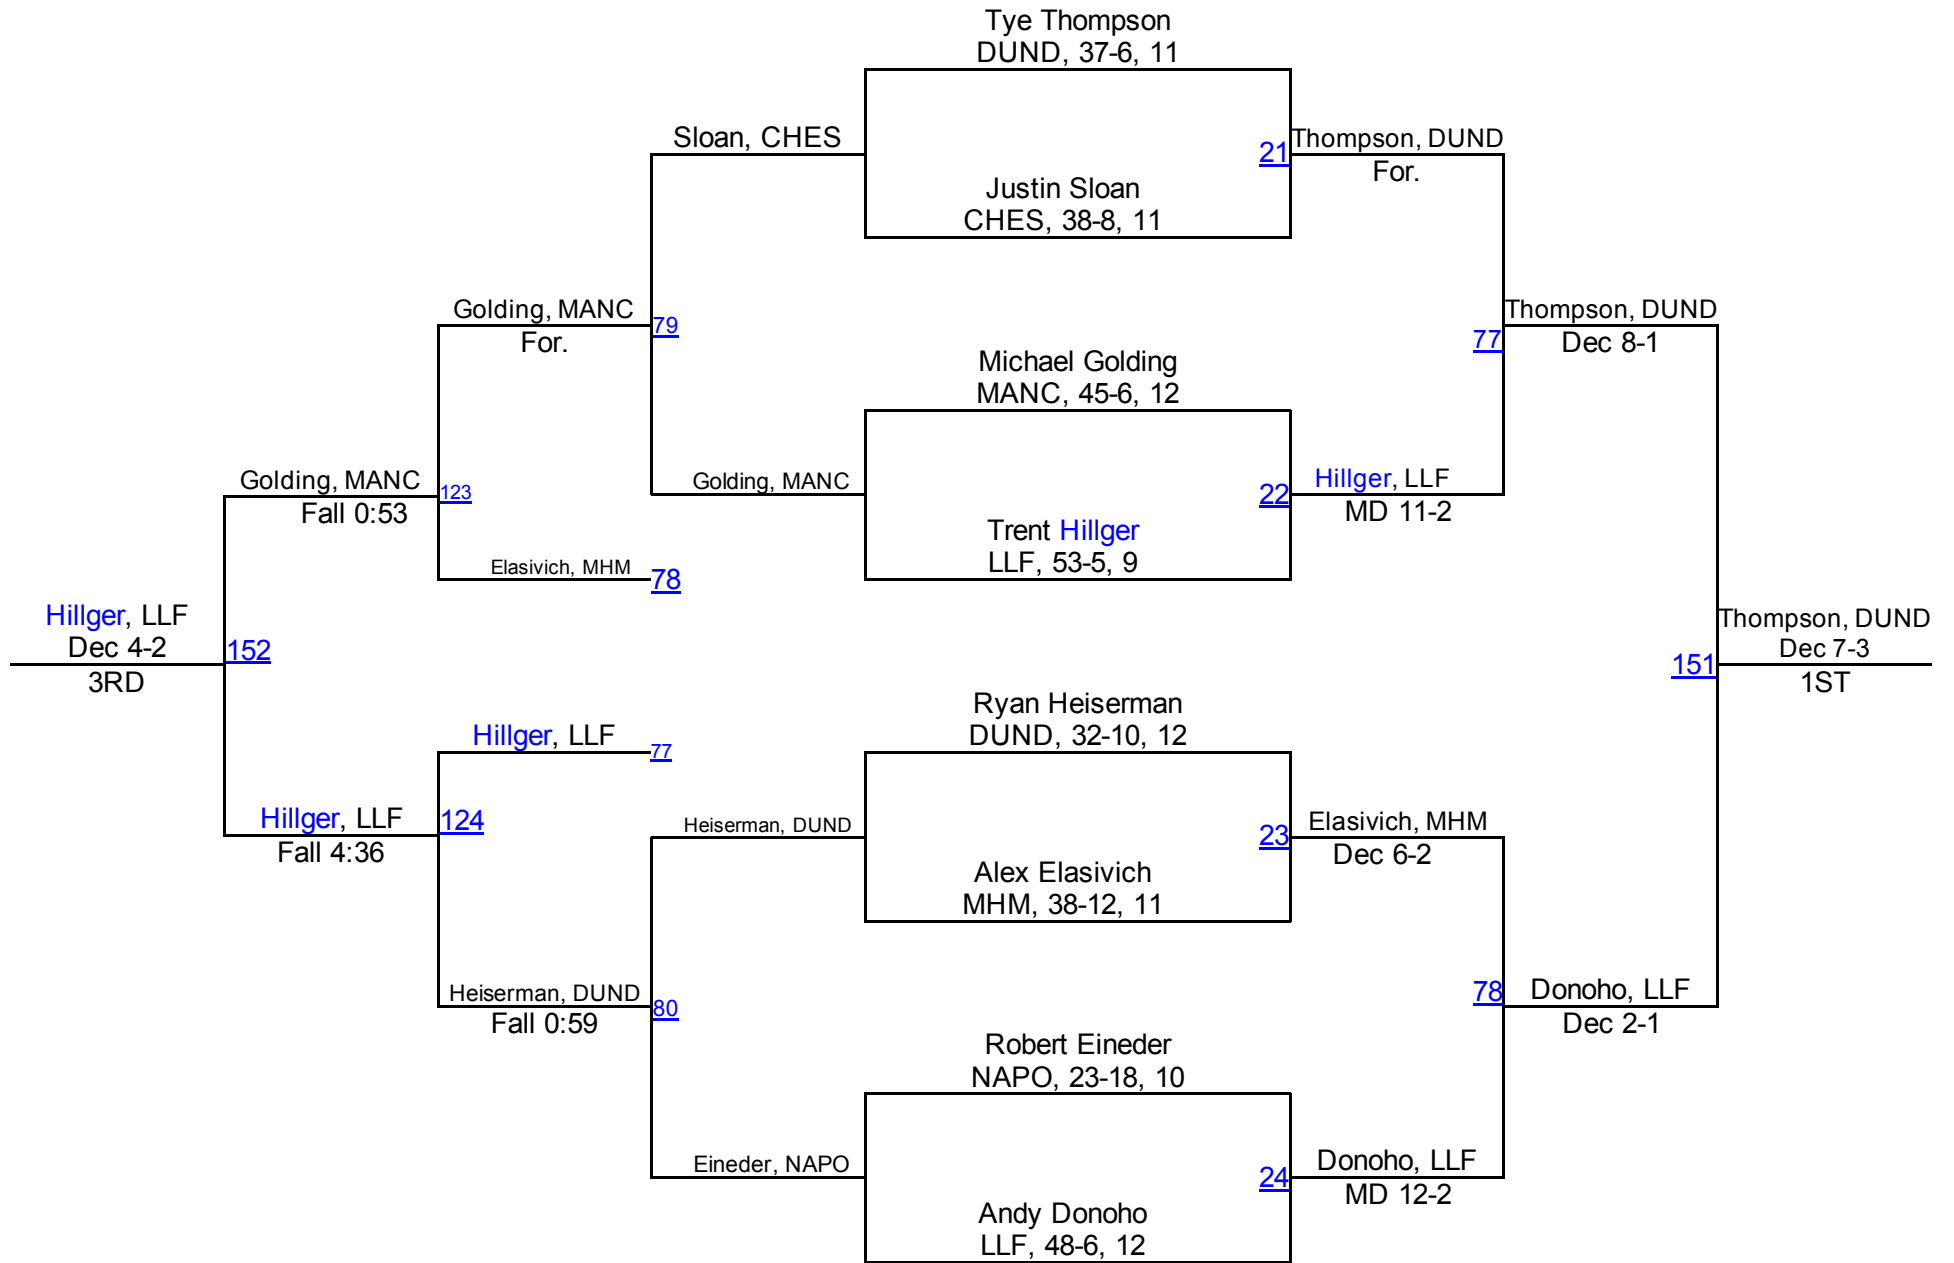 Tye Thompson
DUND, 37-6, 11
Sloan, CHES
21
Thompson, DUND
For.
Justin Sloan
CHES, 38-8, 11
Golding, MANC
For.
79
Thompson, DUND
Dec 8-1
77
Michael Golding
MANC, 45-6, 12
Golding, MANC
Fall 0:53
123
Golding, MANC
22
Hillger, LLF
MD 11-2
Trent Hillger
LLF, 53-5, 9
Elasivich, MHM
78
Hillger, LLF
Dec 4-2
3RD
152
Thompson, DUND
Dec 7-3
1ST
151
Ryan Heiserman
DUND, 32-10, 12
Hillger, LLF
77
Hillger, LLF
Fall 4:36
124
Heiserman, DUND
23
Elasivich, MHM
Dec 6-2
Alex Elasivich
MHM, 38-12, 11
Heiserman, DUND
Fall 0:59
80
78
Donoho, LLF
Dec 2-1
Robert Eineder
NAPO, 23-18, 10
Eineder, NAPO
24
Donoho, LLF
MD 12-2
Andy Donoho
LLF, 48-6, 12